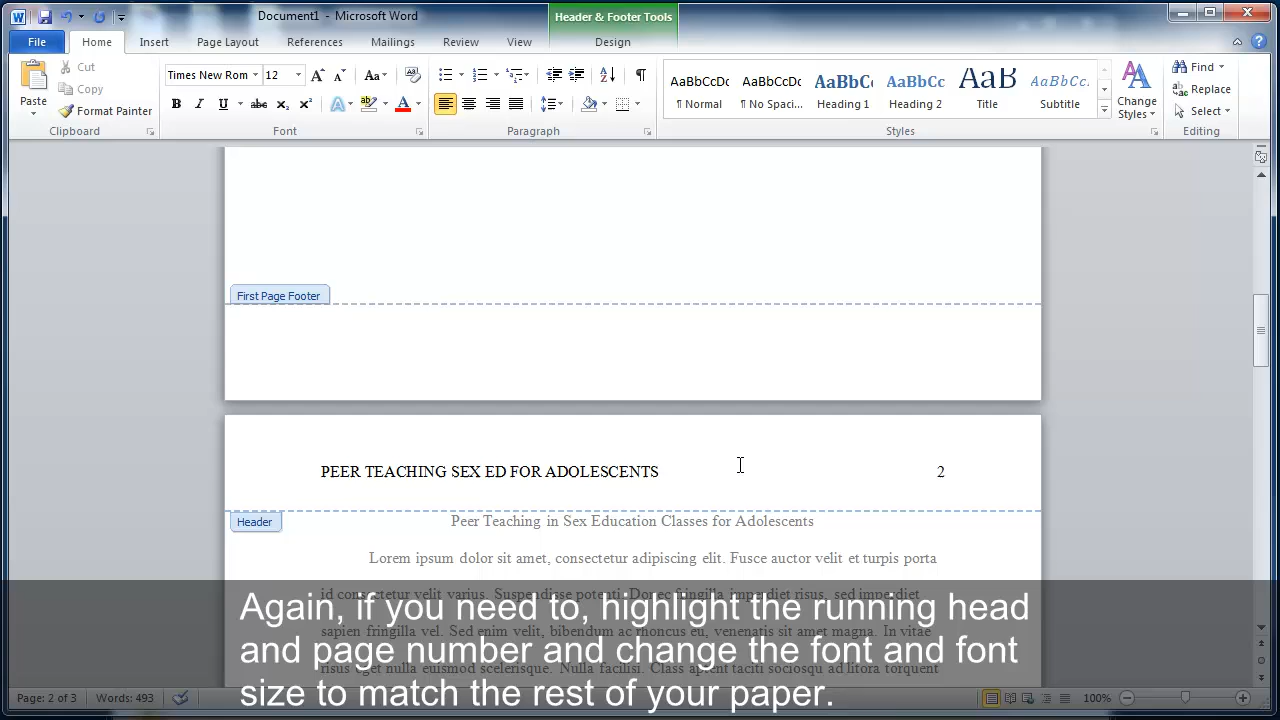 Document1 - Microsoft Word
Header & Footer Tools
File Home Insert Page Layout References Mailings Review View Design
Paste
Cut
Copy
Format Painter
Clipboard
Times New Rom 12
Font
Paragraph
AaBbCcDc AaBbCcDc AaBbC AaBbCc AaB AaBbCc.
¶ Normal ¶ No Spaci... Heading 1 Heading 2 Title Subtitle
Change Styles
Styles
Find
Replace
Select
Editing
First Page Footer
PEER TEACHING SEX ED FOR ADOLESCENTS 2
Header
Peer Teaching in Sex Education Classes for Adolescents
Lorem ipsum dolor sit amet, consectetur adipiscing elit. Fusce auctor velit et turpis porta
id consectetur velit varius. Suspendisse potenti. Donec fringilla imperdiet risus, sed imperdiet
sapien fringilla vel. Sed enim velit, bibendum ac rhoncus eu, venenatis sit amet magna. In vitae
risus eget nulla euismod scelerisque. Nulla facilisi. Class aptent taciti sociosqu ad litora torquent
Again, if you need to, highlight the running head
and page number and change the font and font
size to match the rest of your paper.
Page: 2 of 3 Words: 493 100%